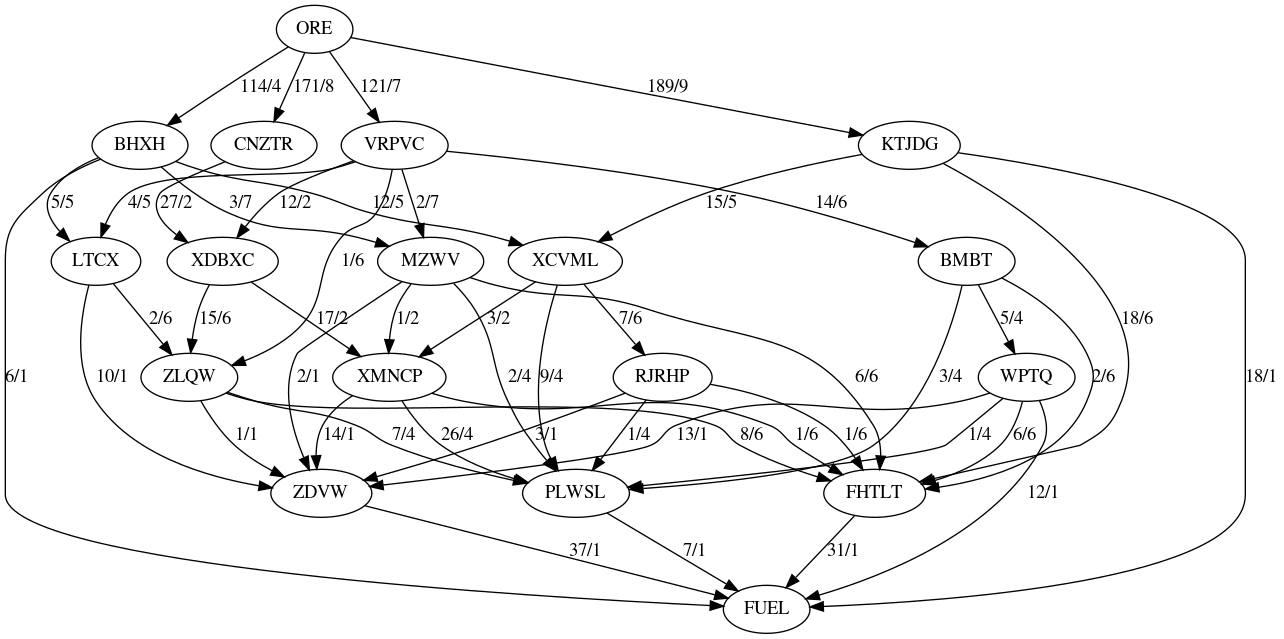 ORE
114/4 171/8 121/7 189/9
BHXH CNZTR VRPVC KTJDG
5/5 4/5 27/2 3/7 12/2 12/5 2/7 15/5 14/6
LTCX XDBXC MZWV XCVML BMBT
1/6
2/6 15/6 17/2 1/2 3/2 7/6 5/4 18/6
ZLQW XMNCP RJRHP WPTQ
6/1 10/1 2/1 2/4 9/4 6/6 3/4 2/6 18/1
1/1 7/4 14/1 26/4 3/1 1/4 13/1 8/6 1/6 1/6 1/4 6/6
ZDVW PLWSL FHTLT 12/1
37/1 7/1 31/1
FUEL